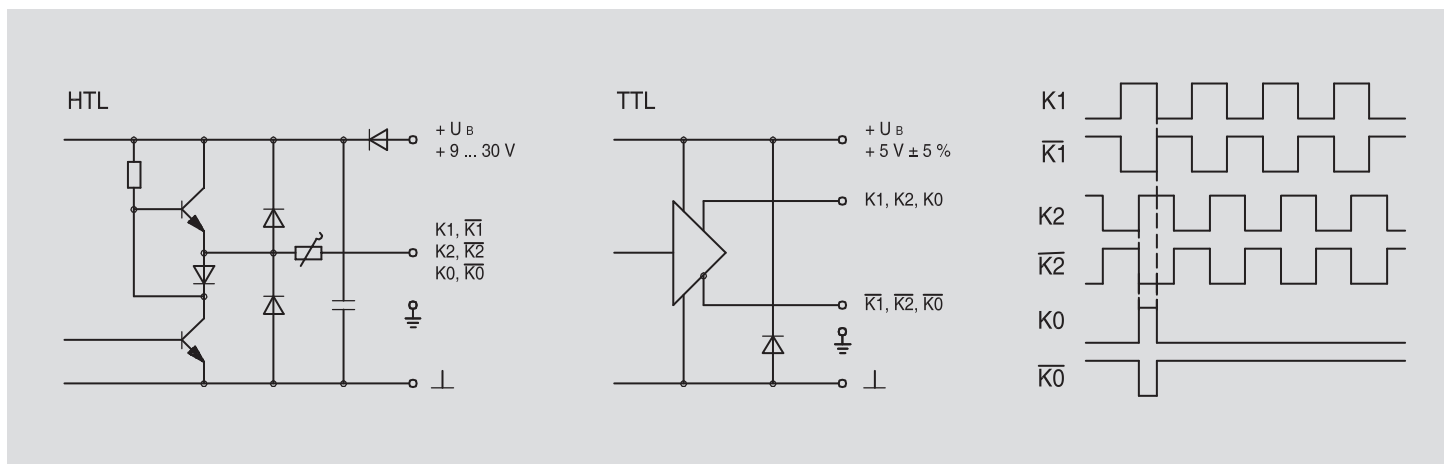 HTL
+ U B
+ 9 ... 30 V
K1, K̅1̅
K2, K̅2̅
K0, K̅0̅
TTL
+ U B
+ 5 V ± 5 %
K1, K2, K0
K̅1̅, K̅2̅, K̅0̅
K1
K̅1̅
K2
K̅2̅
K0
K̅0̅